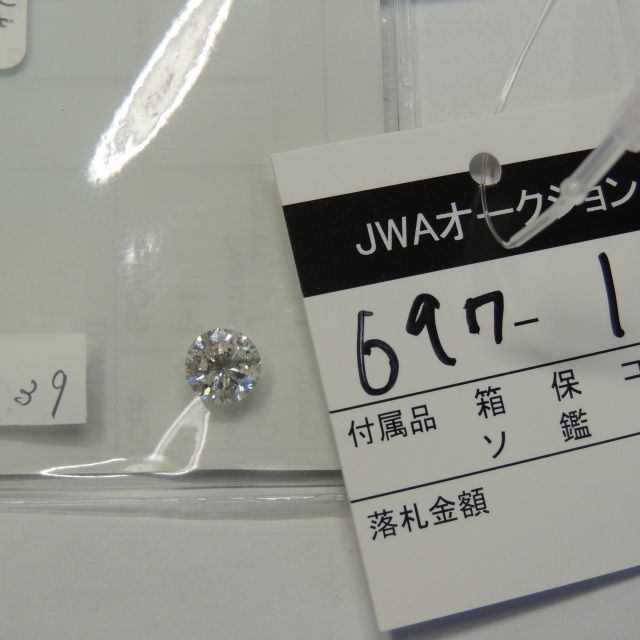 JWAオークション
697-1
付属品 箱 保
ソ 鑑
落札金額
39